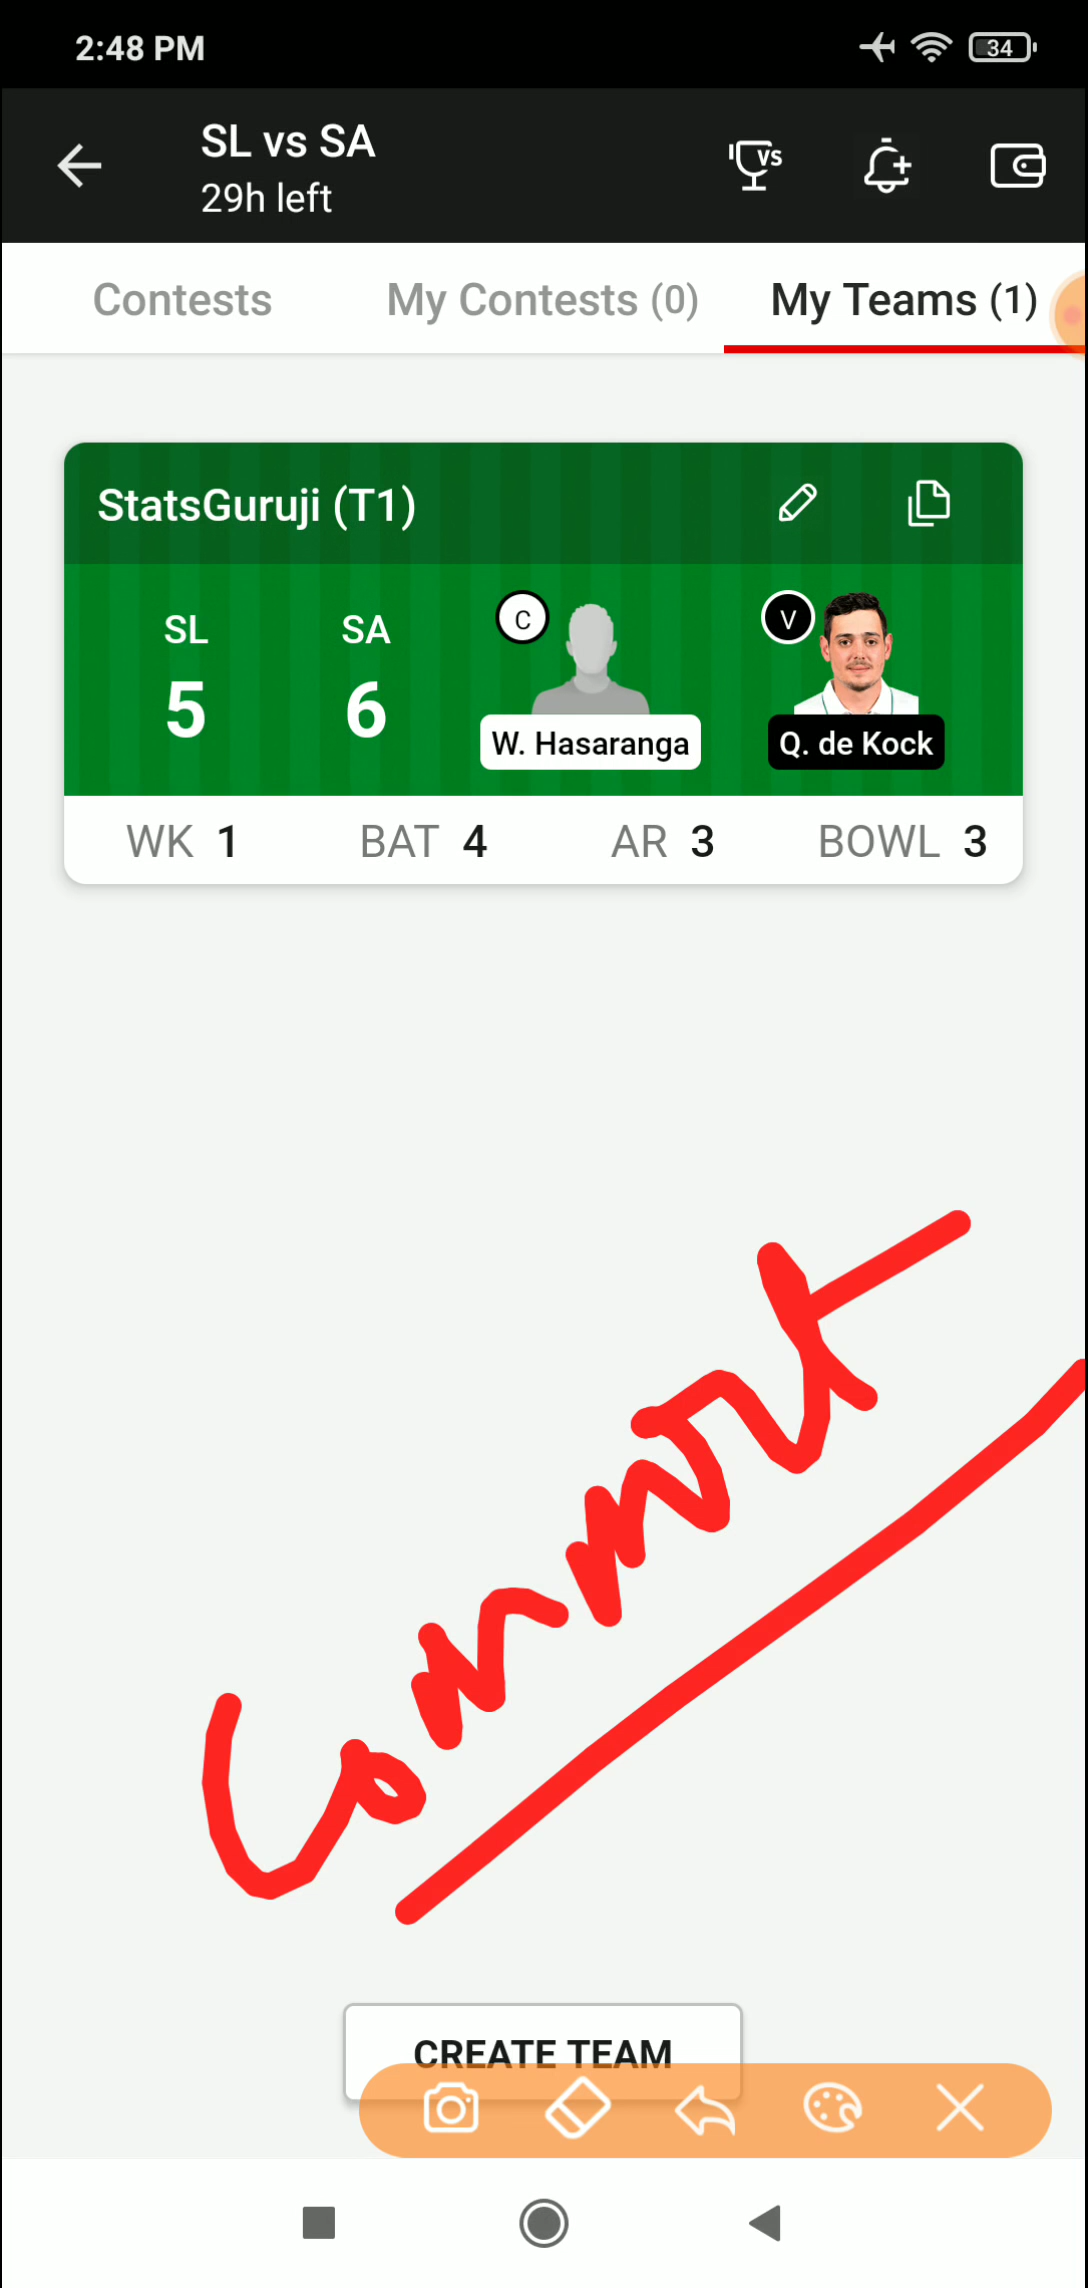 2:48 PM
34
SL vs SA
29h left
VS
Contests
My Contests (0)
My Teams (1)
StatsGuruji (T1)
SL
SA
C
V
5
6
W. Hasaranga
Q. de Kock
WK 1
BAT 4
AR 3
BOWL 3
CREATE TEAM